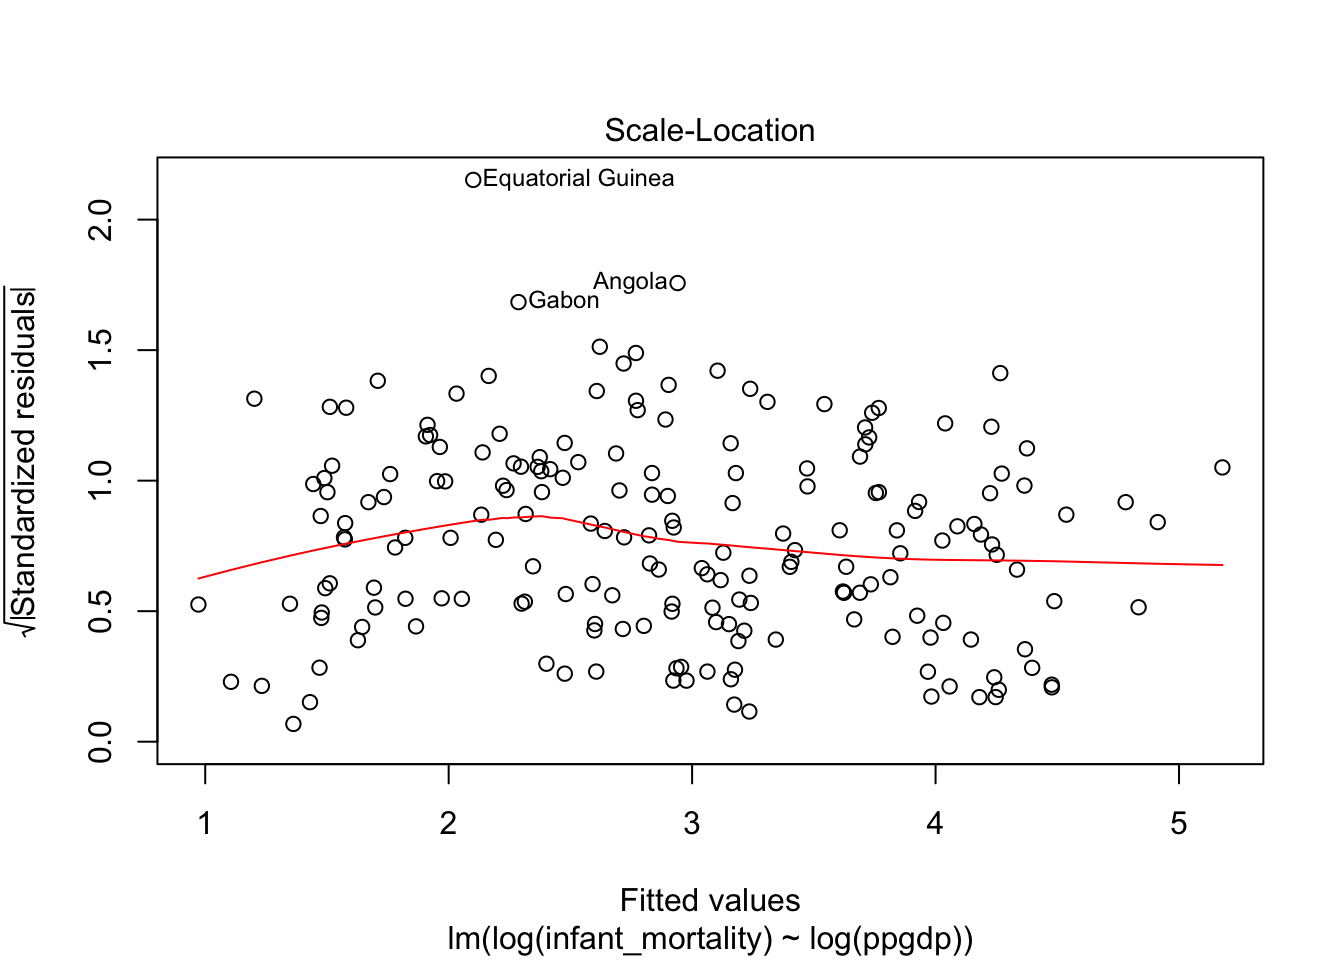 Scale-Location
Equatorial Guinea
Angola
Gabon
√|Standardized residuals|
2.0
1.5
1.0
0.5
0.0
1 2 3 4 5
Fitted values
lm(log(infant_mortality) ~ log(ppgdp))